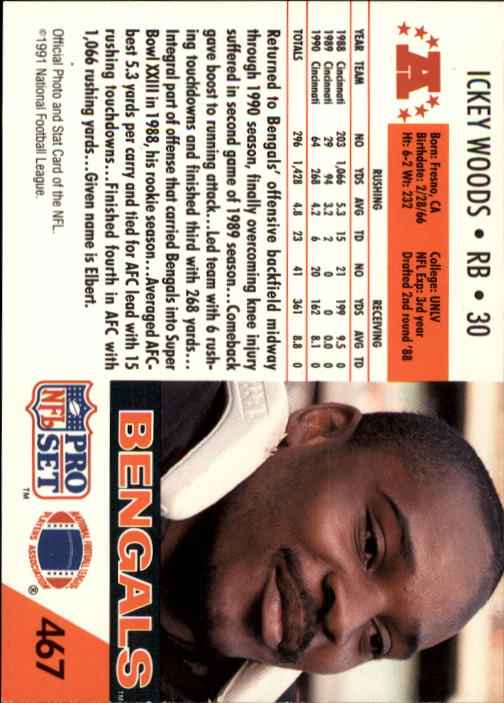 ICKEY WOODS • RB • 30
A
Born: Fresno, CA College: UNLV
Birthdate: 2/28/66 NFL Exp: 3rd year
Ht: 6-2 Wt: 232 Drafted 2nd round '88
RUSHING RECEIVING
YEAR TEAM NO YDS AVG TD NO YDS AVG TD
1988 Cincinnati 203 1,066 5.3 15 21 199 9.5 0
1989 Cincinnati 29 94 3.2 2 0 0 0.0 0
1990 Cincinnati 64 268 4.2 6 20 162 8.1 0
TOTALS 296 1,428 4.8 23 41 361 8.8 0
Returned to Bengals' offensive backfield midway
through 1990 season, finally overcoming knee injury
suffered in second game of 1989 season...Comeback
gave boost to running attack...Led team with 6 rush-
ing touchdowns and finished third with 268 yards...
Integral part of offense that carried Bengals into Super
Bowl XXIII in 1988, his rookie season...Averaged AFC-
best 5.3 yards per carry and tied for AFC lead with 15
rushing touchdowns...Finished fourth in AFC with
1,066 rushing yards...Given name is Elbert.
Official Photo and Stat Card of the NFL.
©1991 National Football League.
BENGALS™
PRO
NFL
SET™
NATIONAL FOOTBALL LEAGUE
PLAYERS ASSOCIATION®
467